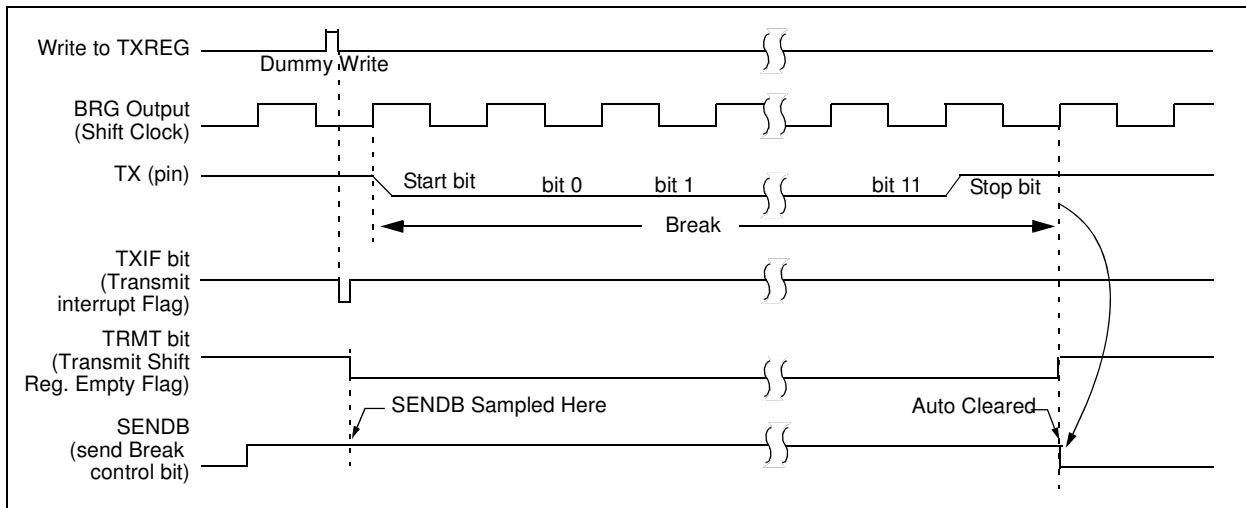 Write to TXREG
Dummy Write
BRG Output
(Shift Clock)
TX (pin)
Start bit
bit 0
bit 1
bit 11
Stop bit
Break
TXIF bit
(Transmit
interrupt Flag)
TRMT bit
(Transmit Shift
Reg. Empty Flag)
SENDB Sampled Here
Auto Cleared
SENDB
(send Break
control bit)